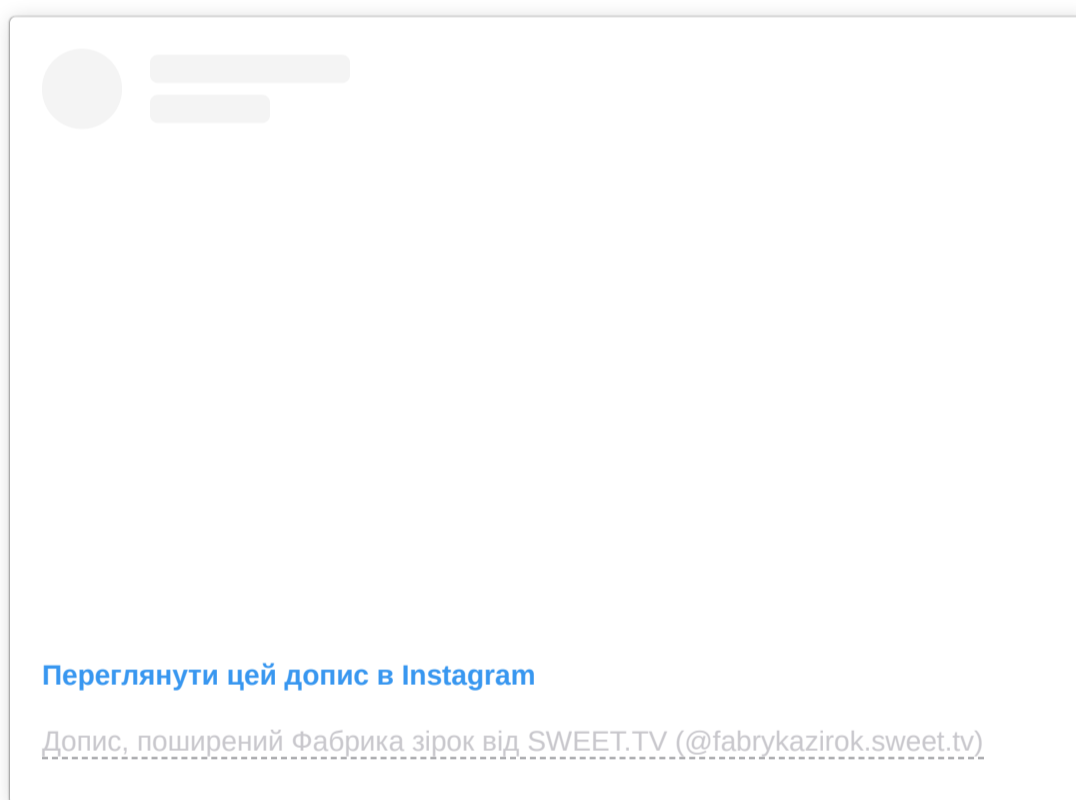 Переглянути цей допис в Instagram
Допис, поширений Фабрика зірок від SWEET.TV (@fabrykazirok.sweet.tv)